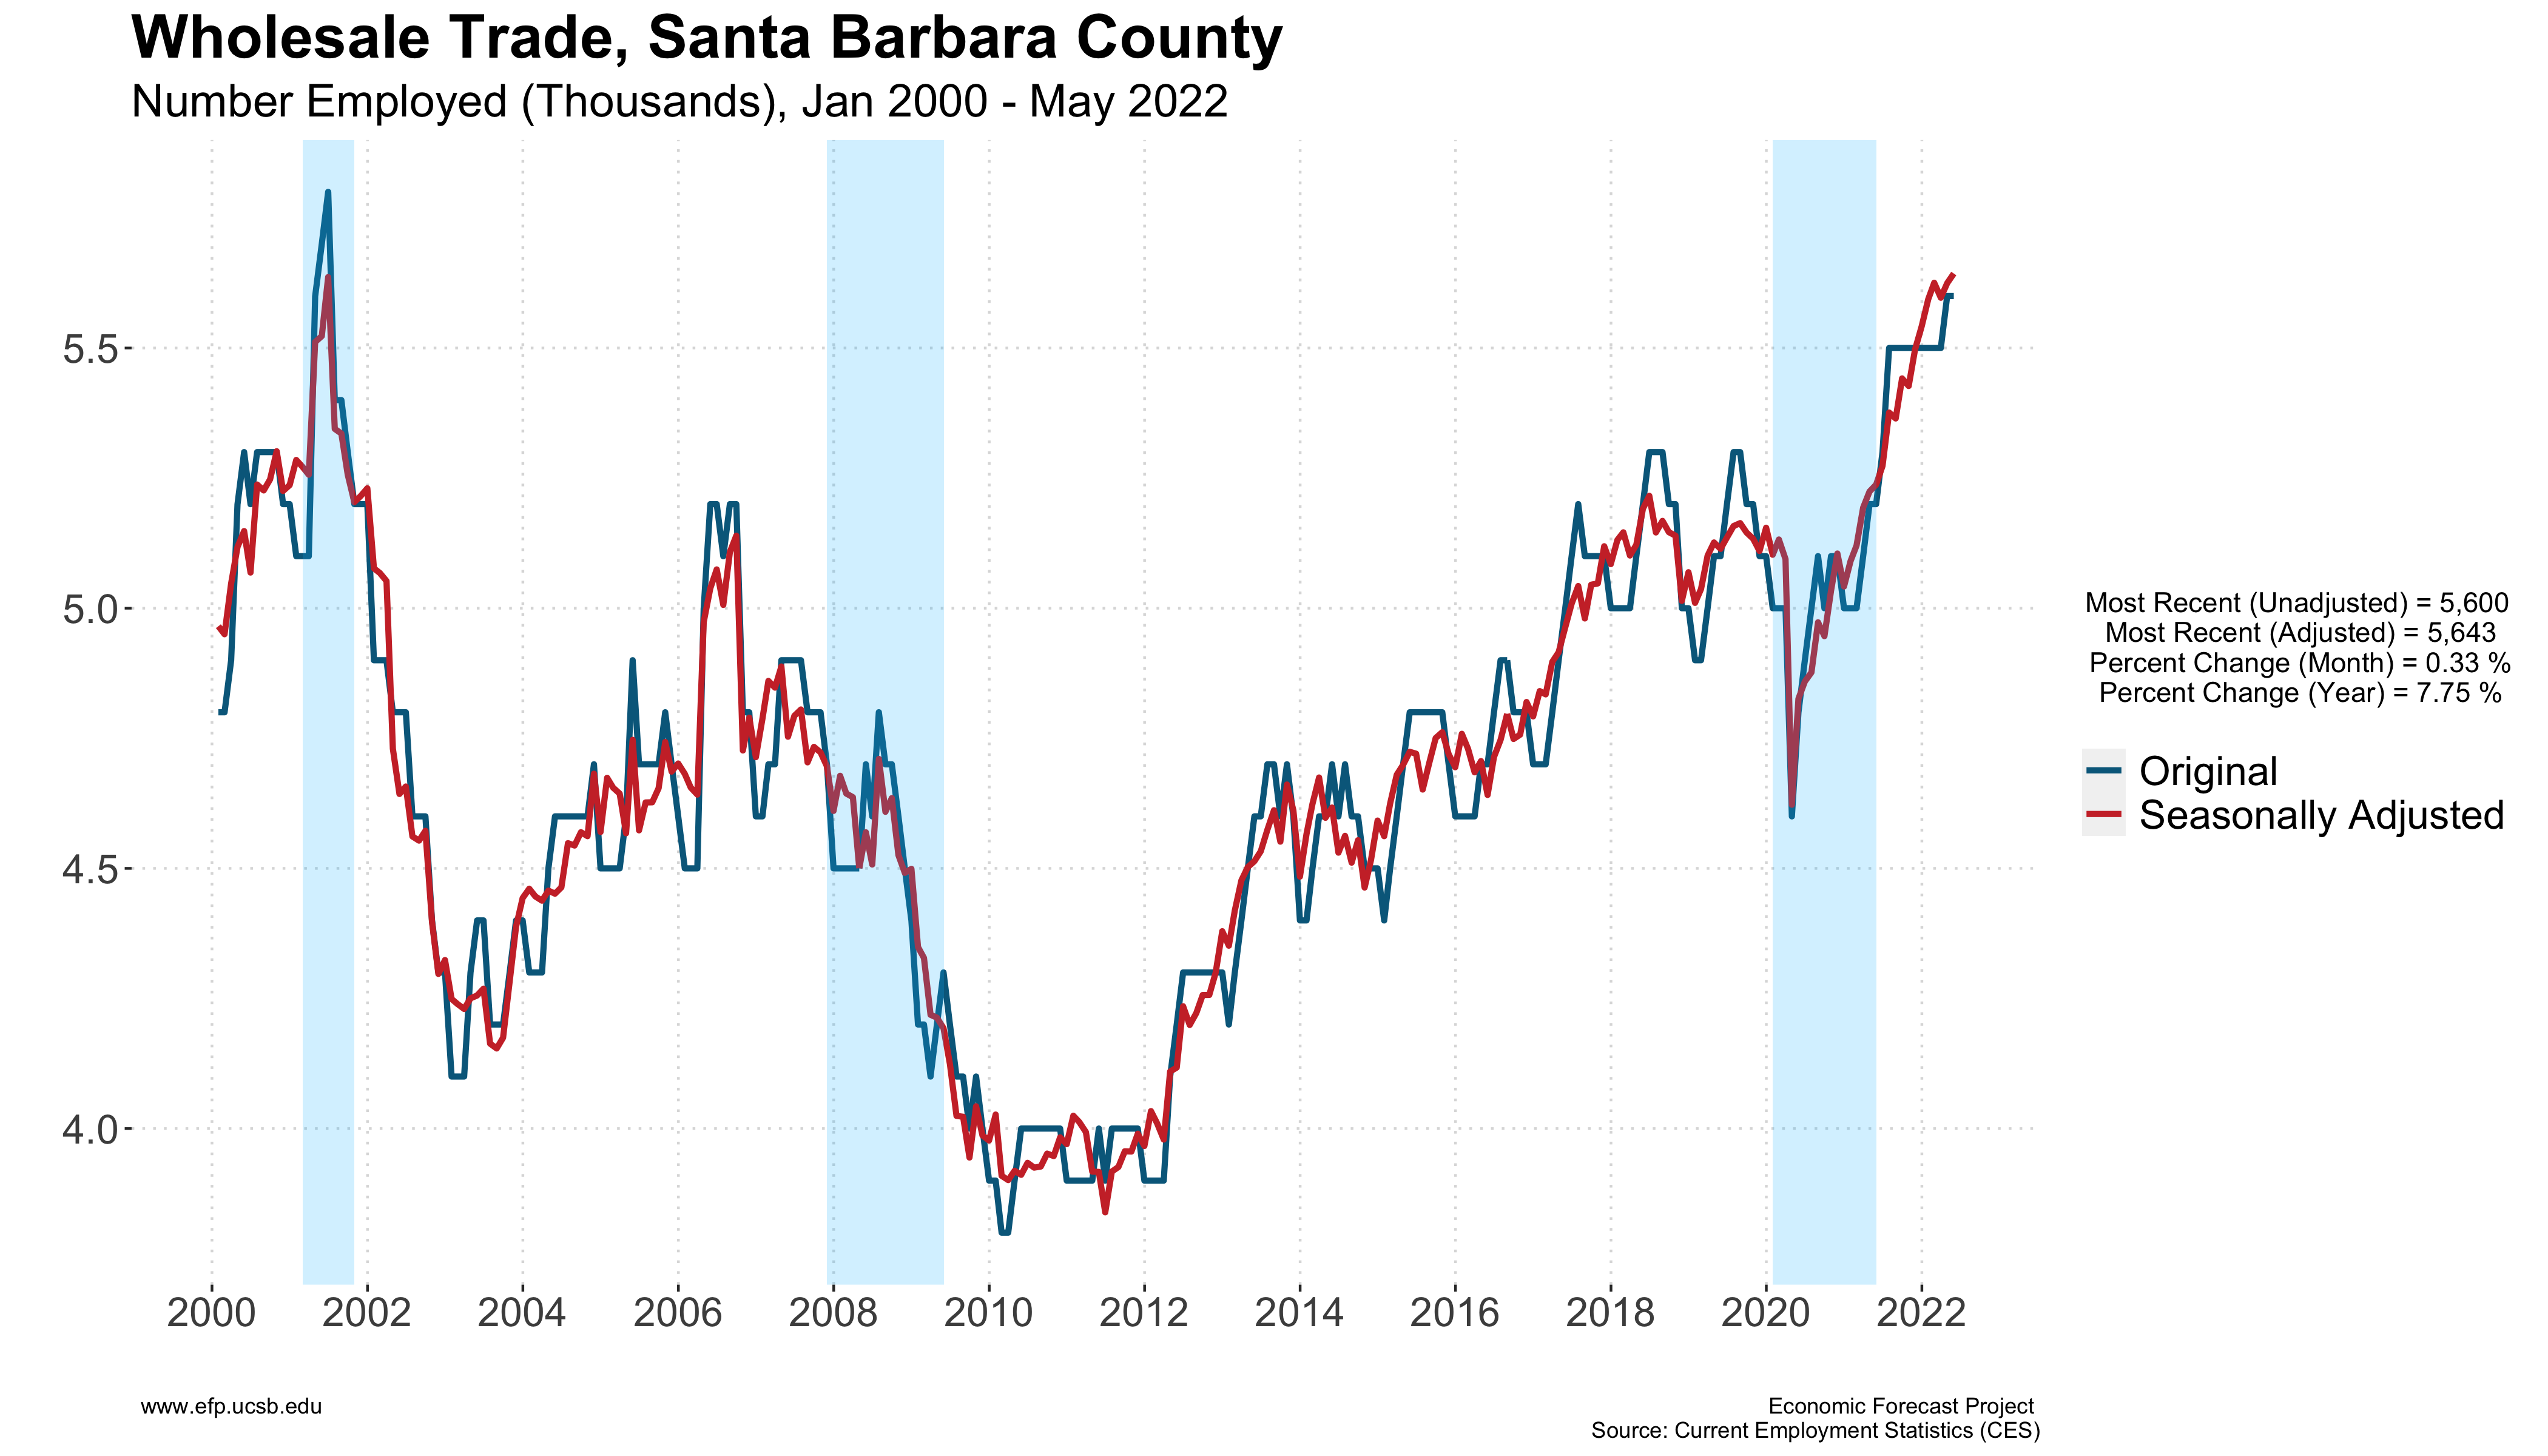 Wholesale Trade, Santa Barbara County
Number Employed (Thousands), Jan 2000 - May 2022
5.5
5.0
4.5
4.0
2000 2002 2004 2006 2008 2010 2012 2014 2016 2018 2020 2022
Most Recent (Unadjusted) = 5,600
Most Recent (Adjusted) = 5,643
Percent Change (Month) = 0.33 %
Percent Change (Year) = 7.75 %
Original
Seasonally Adjusted
www.efp.ucsb.edu
Economic Forecast Project
Source: Current Employment Statistics (CES)